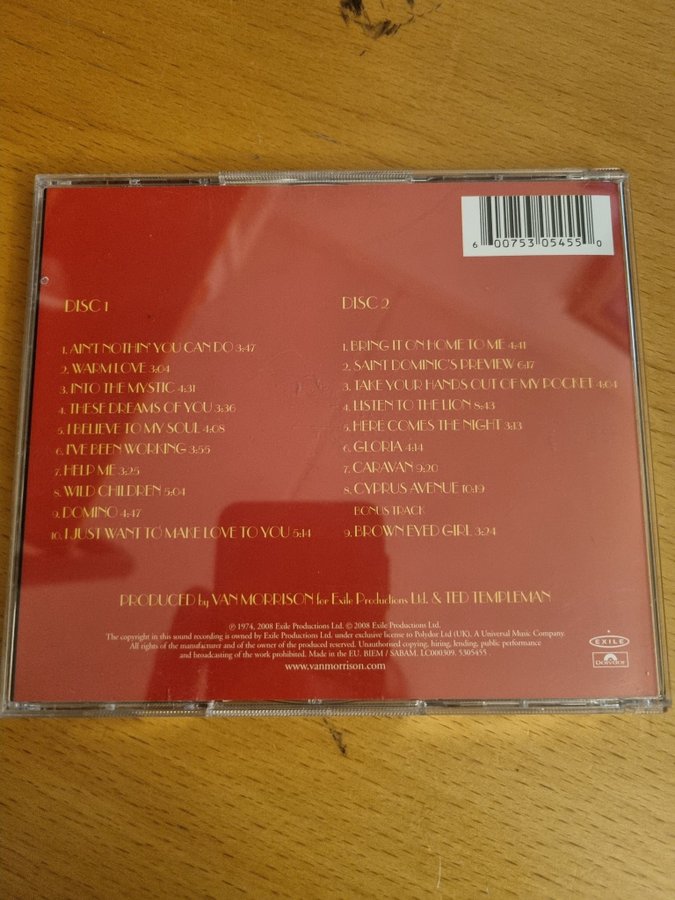 6 00753 05455 0
DISC 1
1. AIN'T NOTHIN' YOU CAN DO 3:47
2. WARM LOVE 3:04
3. INTO THE MYSTIC 4:31
4. THESE DREAMS OF YOU 3:36
5. I BELIEVE TO MY SOUL 4:08
6. I'VE BEEN WORKING 3:55
7. HELP ME 3:25
8. WILD CHILDREN 5:04
9. DOMINO 4:47
10. I JUST WANT TO MAKE LOVE TO YOU 5:14
DISC 2
1. BRING IT ON HOME TO ME 4:41
2. SAINT DOMINIC'S PREVIEW 6:17
3. TAKE YOUR HANDS OUT OF MY POCKET 4:04
4. LISTEN TO THE LION 8:43
5. HERE COMES THE NIGHT 3:13
6. GLORIA 4:14
7. CARAVAN 9:20
8. CYPRUS AVENUE 10:19
BONUS TRACK
9. BROWN EYED GIRL 3:24
PRODUCED by VAN MORRISON for Exile Productions Ltd. & TED TEMPLEMAN
℗ 1974, 2008 Exile Productions Ltd. © 2008 Exile Productions Ltd.
The copyright in this sound recording is owned by Exile Productions Ltd. under exclusive license to Polydor Ltd (UK). A Universal Music Company.
All rights of the manufacturer and of the owner of the produced reserved. Unauthorised copying, hiring, lending, public performance
and broadcasting of the work prohibited. Made in the EU. BIEM / SABAM. LC000309. 5305455
www.vanmorrison.com
EXILE
polydor